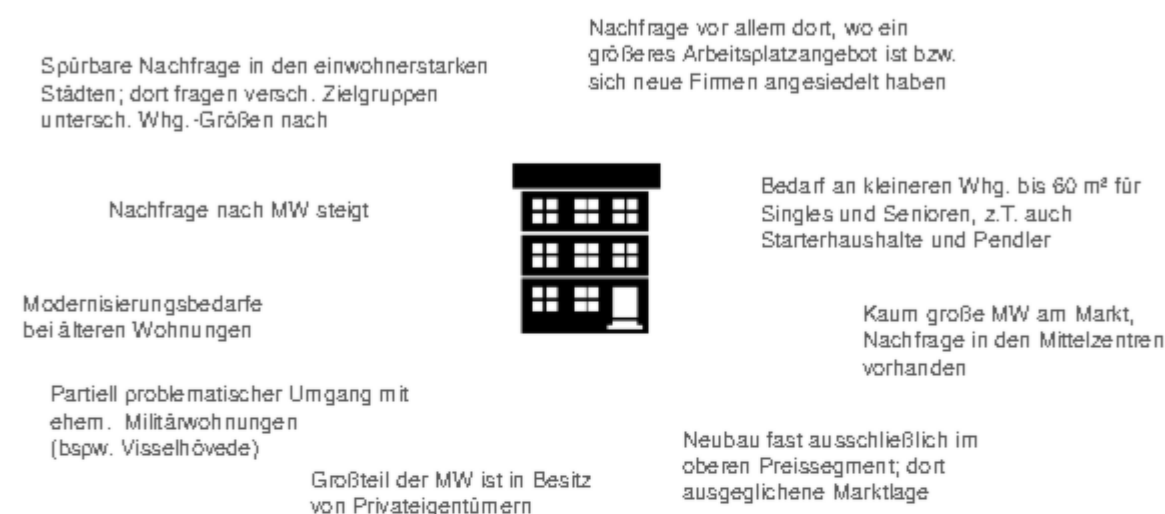 Nachfrage vor allem dort, wo ein
größeres Arbeitsplatzangebot ist bzw.
sich neue Firmen angesiedelt haben
Spürbare Nachfrage in den einwohnerstarken
Städten; dort fragen versch. Zielgruppen
untersch. Whg.-Größen nach
Bedarf an kleineren Whg. bis 60 m² für
Singles und Senioren, z.T. auch
Starterhaushalte und Pendler
Nachfrage nach MW steigt
Modernisierungsbedarfe
bei älteren Wohnungen
Kaum große MW am Markt,
Nachfrage in den Mittelzentren
vorhanden
Partiell problematischer Umgang mit
ehem. Militärwohnungen
(bspw. Visselhövede)
Neubau fast ausschließlich im
oberen Preissegment; dort
ausgeglichene Marktlage
Großteil der MW ist in Besitz
von Privateigentümern